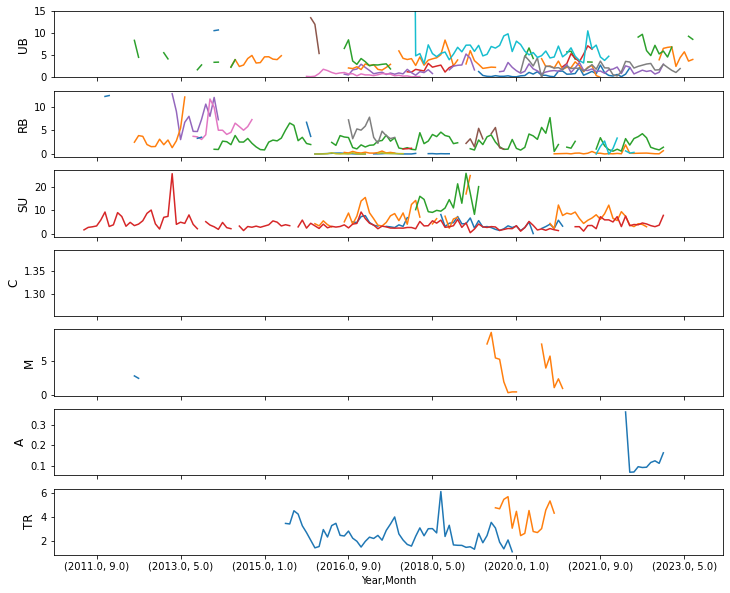 15
10
5
0
UB
10
5
0
RB
20
10
0
SU
1.35
1.30
C
5
0
M
0.3
0.2
0.1
A
6
4
2
TR
(2011.0, 9.0) (2013.0, 5.0) (2015.0, 1.0) (2016.0, 9.0) (2018.0, 5.0) (2020.0, 1.0) (2021.0, 9.0) (2023.0, 5.0)
Year,Month